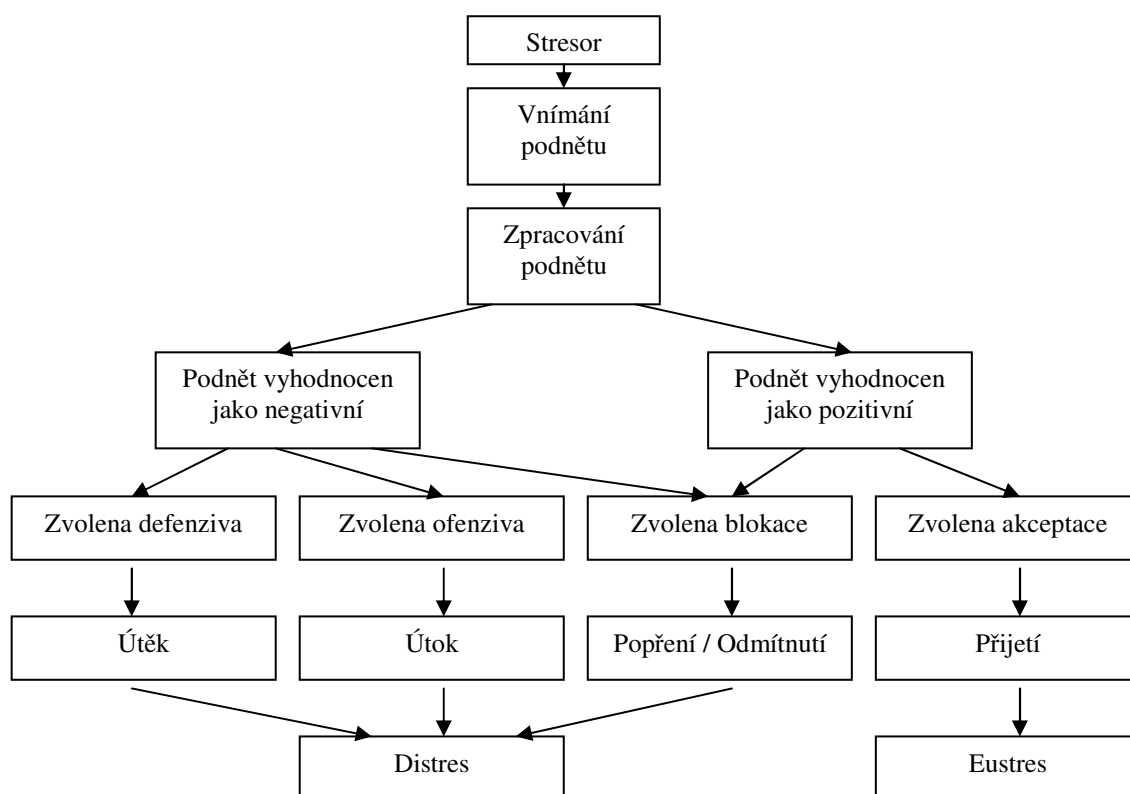 Stresor
Vnímání
podnětu
Zpracování
podnětu
Podnět vyhodnocen
jako negativní
Podnět vyhodnocen
jako pozitivní
Zvolena defenziva
Zvolena ofenziva
Zvolena blokace
Zvolena akceptace
Útěk
Útok
Popření / Odmítnutí
Přijetí
Distres
Eustres